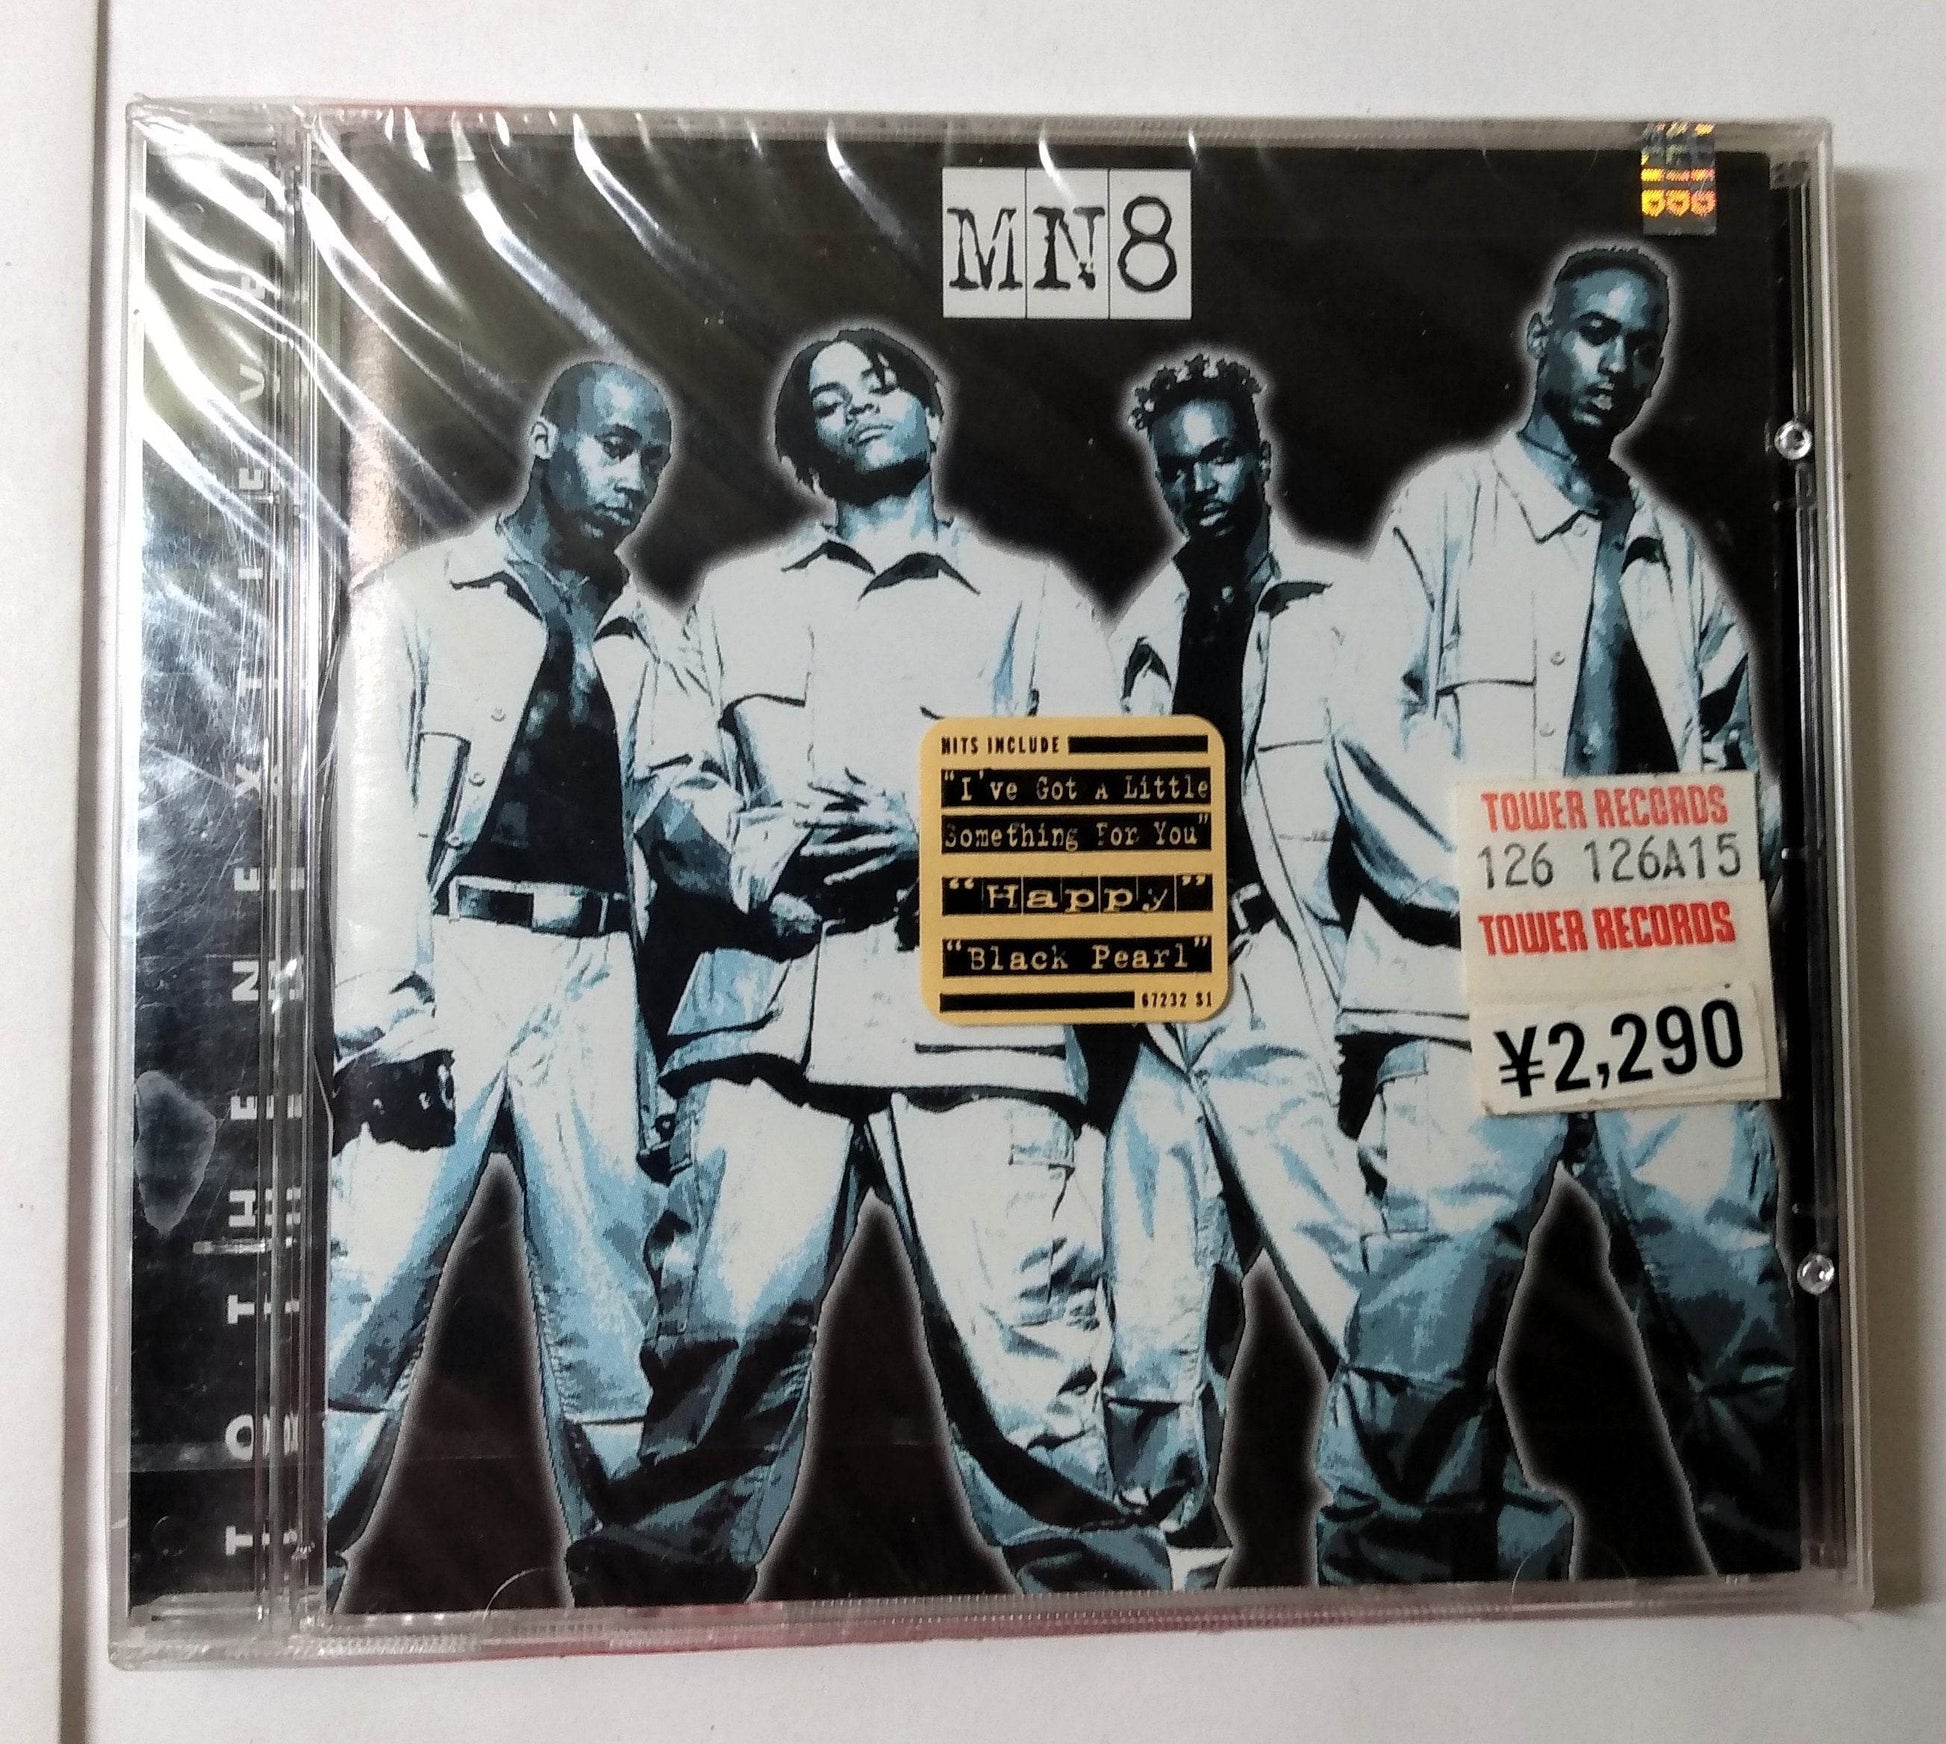 MN8
HITS INCLUDE
"I've Got A Little
Something For You"
"Happy"
"Black Pearl"
67232 S1
TOWER RECORDS
126 126A15
TOWER RECORDS
¥2,290
TO THE NEXT LEVEL